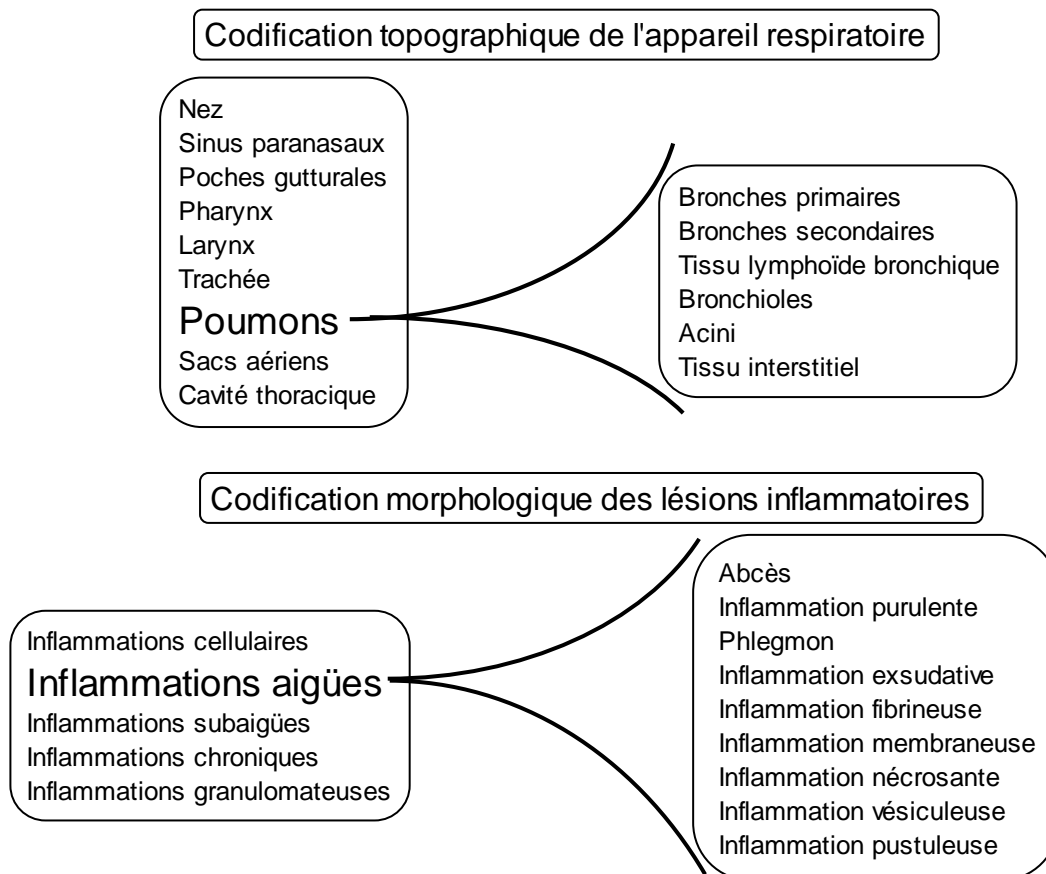 Codification topographique de l'appareil respiratoire
Nez
Sinus paranasaux
Poches gutturales
Pharynx
Larynx
Trachée
Poumons
Sacs aériens
Cavité thoracique
Bronches primaires
Bronches secondaires
Tissu lymphoïde bronchique
Bronchioles
Acini
Tissu interstitiel
Codification morphologique des lésions inflammatoires
Inflammations cellulaires
Inflammations aigües
Inflammations subaigües
Inflammations chroniques
Inflammations granulomateuses
Abcès
Inflammation purulente
Phlegmon
Inflammation exsudative
Inflammation fibrineuse
Inflammation membraneuse
Inflammation nécrosante
Inflammation vésiculeuse
Inflammation pustuleuse